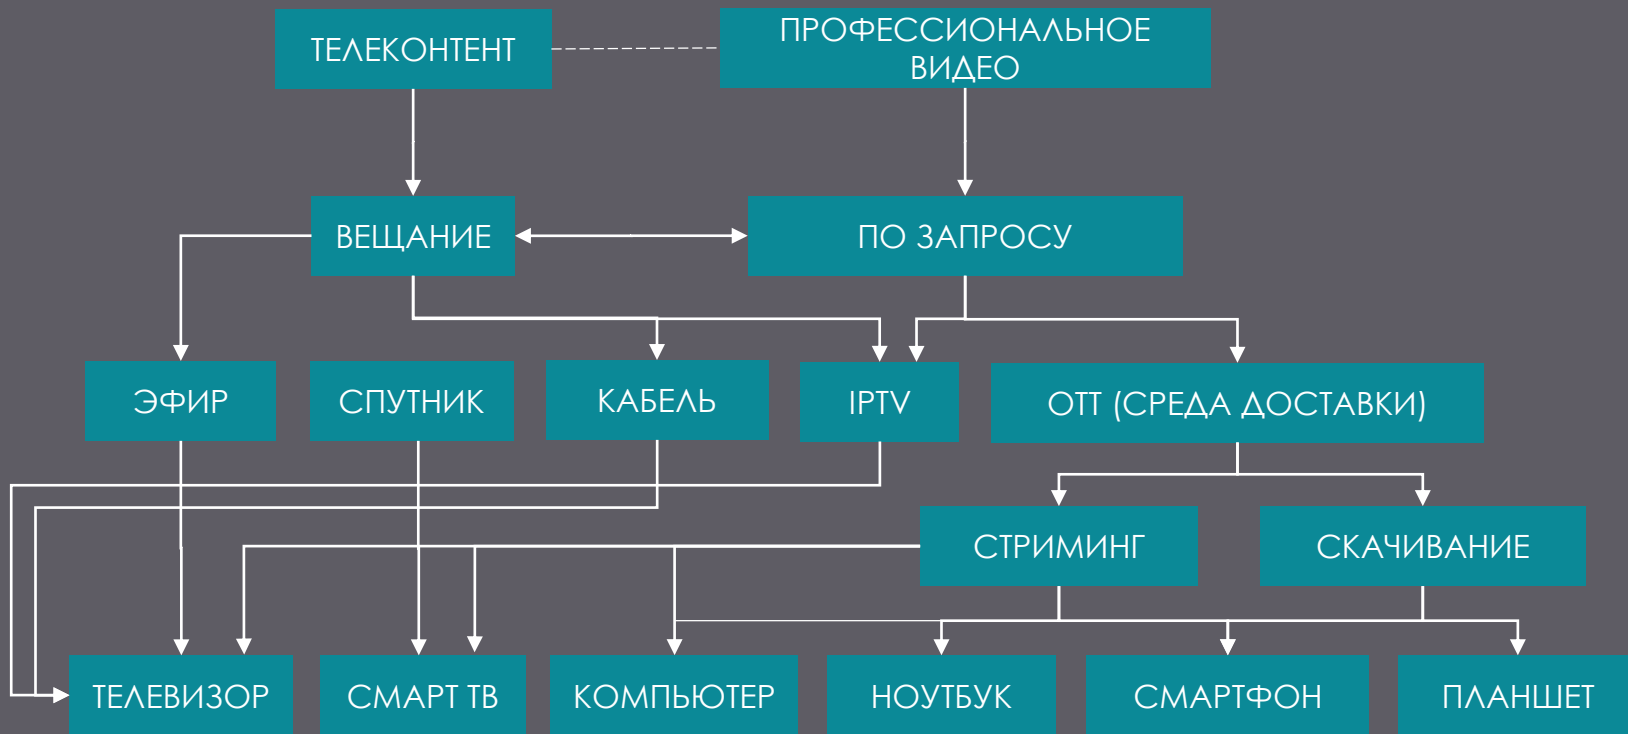 ТЕЛЕКОНТЕНТ
ПРОФЕССИОНАЛЬНОЕ
ВИДЕО
ВЕЩАНИЕ
ПО ЗАПРОСУ
ЭФИР
СПУТНИК
КАБЕЛЬ
IPTV
ОТТ (СРЕДА ДОСТАВКИ)
СТРИМИНГ
СКАЧИВАНИЕ
ТЕЛЕВИЗОР
СМАРТ ТВ
КОМПЬЮТЕР
НОУТБУК
СМАРТФОН
ПЛАНШЕТ